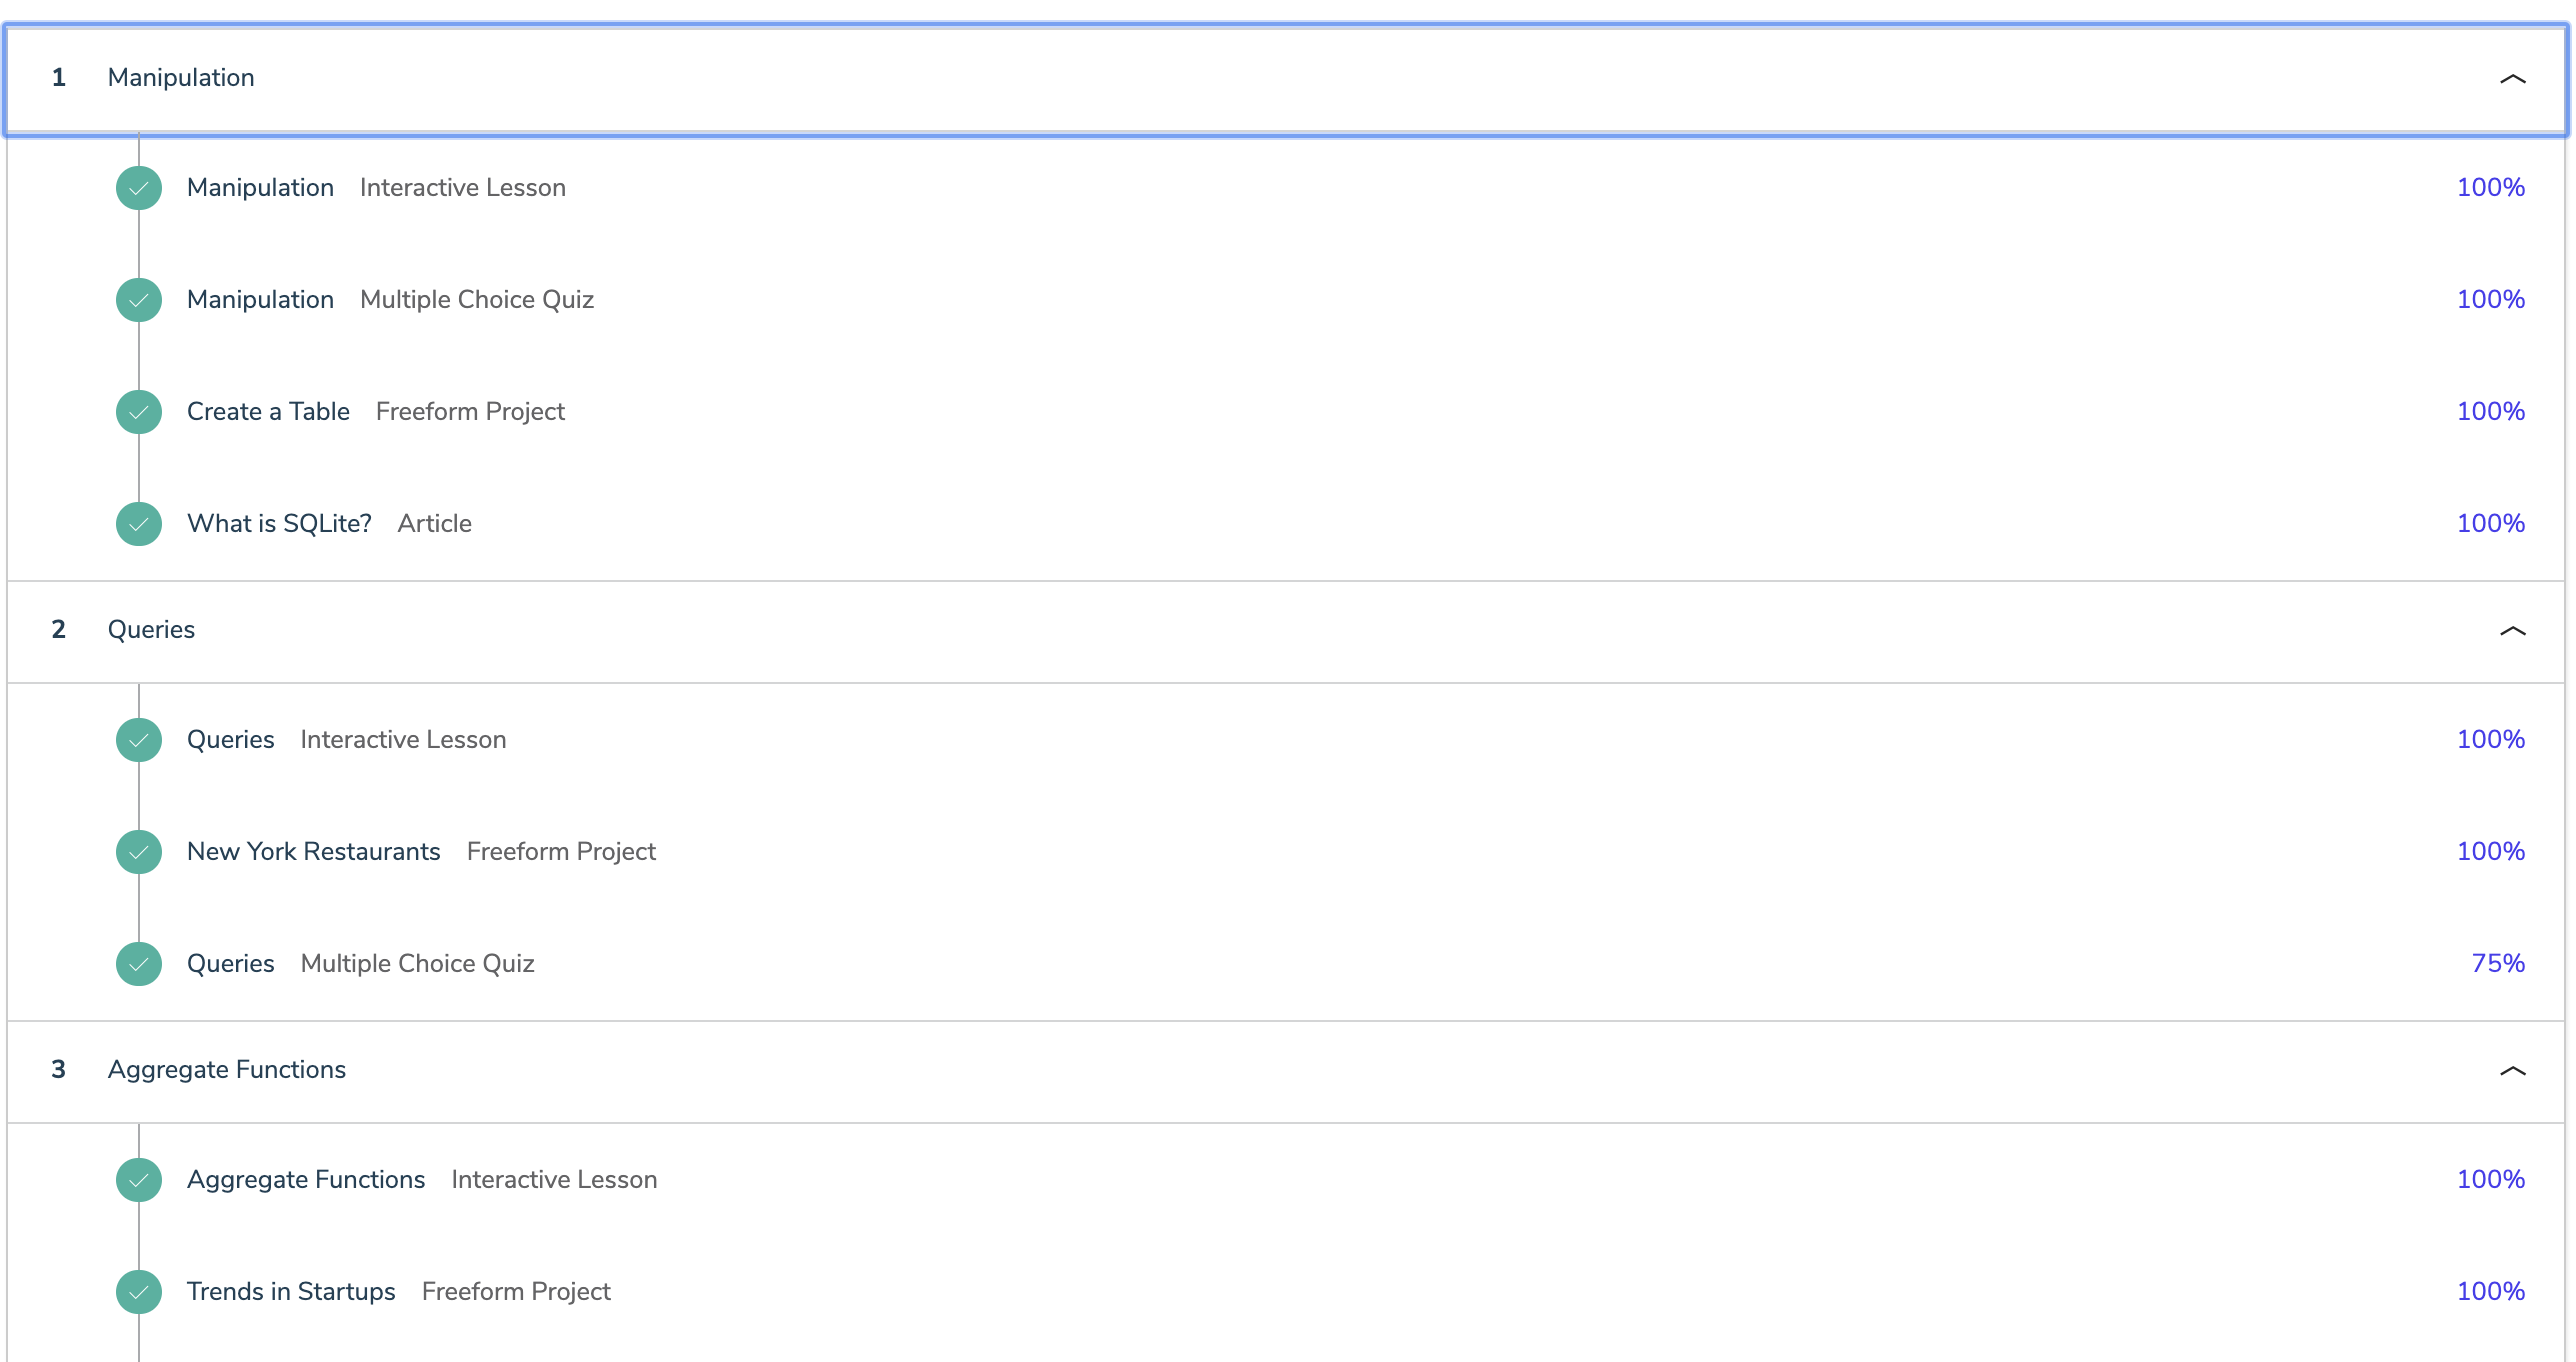 1 Manipulation
Manipulation Interactive Lesson 100%
Manipulation Multiple Choice Quiz 100%
Create a Table Freeform Project 100%
What is SQLite? Article 100%
2 Queries
Queries Interactive Lesson 100%
New York Restaurants Freeform Project 100%
Queries Multiple Choice Quiz 75%
3 Aggregate Functions
Aggregate Functions Interactive Lesson 100%
Trends in Startups Freeform Project 100%